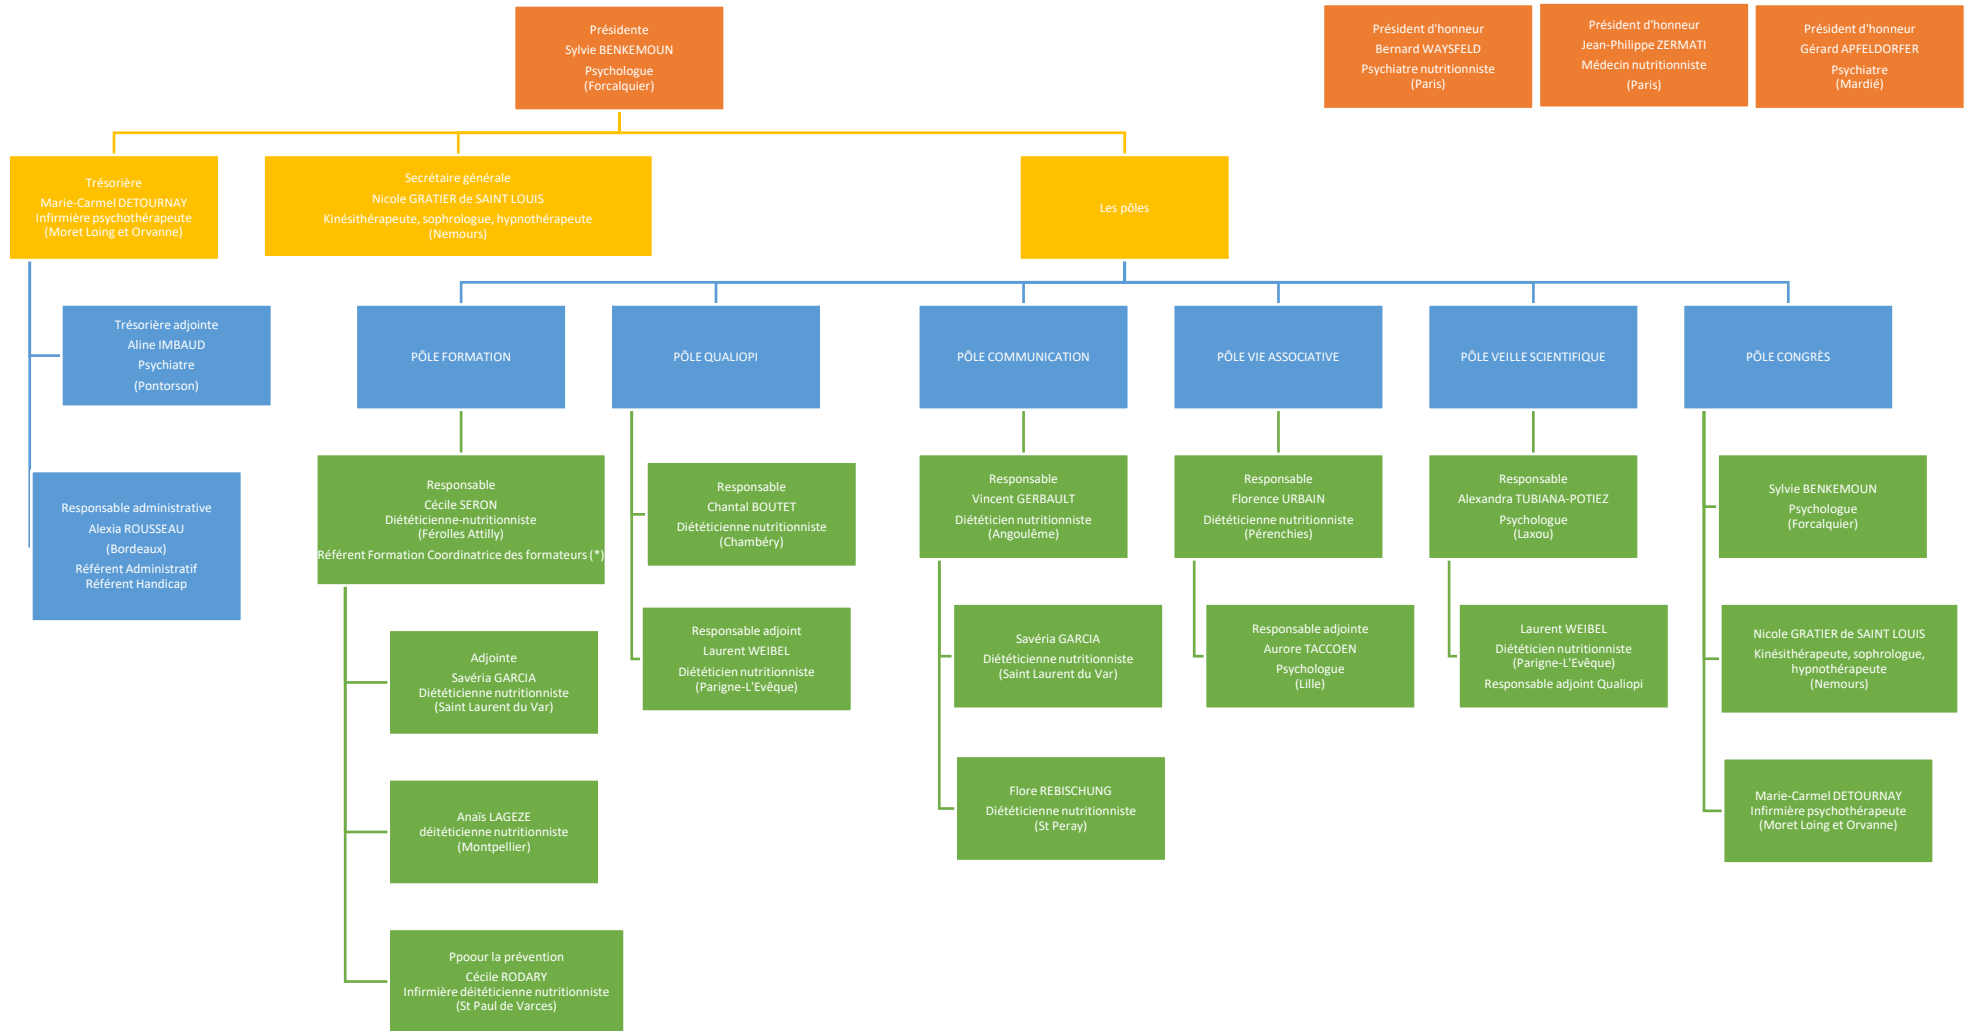 Présidente
Sylvie BENKEMOUN
Psychologue
(Forcalquier)
Président d'honneur
Bernard WAYSFELD
Psychiatre nutritionniste
(Paris)
Président d'honneur
Jean-Philippe ZERMATI
Médecin nutritionniste
(Paris)
Président d'honneur
Gérard APFELDORFER
Psychiatre
(Mardié)
Trésorière
Marie-Carmel DETOURNAY
Infirmière psychothérapeute
(Moret Loing et Orvanne)
Secrétaire générale
Nicole GRATIER de SAINT LOUIS
Kinésithérapeute, sophrologue, hypnothérapeute
(Nemours)
Les pôles
Trésorière adjointe
Aline IMBAUD
Psychiatre
(Pontorson)
Responsable administrative
Alexia ROUSSEAU
(Bordeaux)
Référent Administratif
Référent Handicap
PÔLE FORMATION
Responsable
Cécile SERON
Diététicienne-nutritionniste
(Férolles Attilly)
Référent Formation Coordinatrice des formateurs (*)
Adjointe
Savéria GARCIA
Diététicienne nutritionniste
(Saint Laurent du Var)
Anaïs LAGEZE
déitéticienne nutritionniste
(Montpellier)
Ppoour la prévention
Cécile RODARY
Infirmière déitéticienne nutritionniste
(St Paul de Varces)
PÔLE QUALIOPI
Responsable
Chantal BOUTET
Diététicienne nutritionniste
(Chambéry)
Responsable adjoint
Laurent WEIBEL
Diététicien nutritionniste
(Parigne-L'Evêque)
PÔLE COMMUNICATION
Responsable
Vincent GERBAULT
Diététicien nutritionniste
(Angoulême)
Savéria GARCIA
Diététicienne nutritionniste
(Saint Laurent du Var)
Flore REBISCHUNG
Diététicienne nutritionniste
(St Peray)
PÔLE VIE ASSOCIATIVE
Responsable
Florence URBAIN
Diététicienne nutritionniste
(Pérenchies)
Responsable adjointe
Aurore TACCOEN
Psychologue
(Lille)
PÔLE VEILLE SCIENTIFIQUE
Responsable
Alexandra TUBIANA-POTIEZ
Psychologue
(Laxou)
Laurent WEIBEL
Diététicien nutritionniste
(Parigne-L'Evêque)
Responsable adjoint Qualiopi
PÔLE CONGRÈS
Sylvie BENKEMOUN
Psychologue
(Forcalquier)
Nicole GRATIER de SAINT LOUIS
Kinésithérapeute, sophrologue,
hypnothérapeute
(Nemours)
Marie-Carmel DETOURNAY
Infirmière psychothérapeute
(Moret Loing et Orvanne)